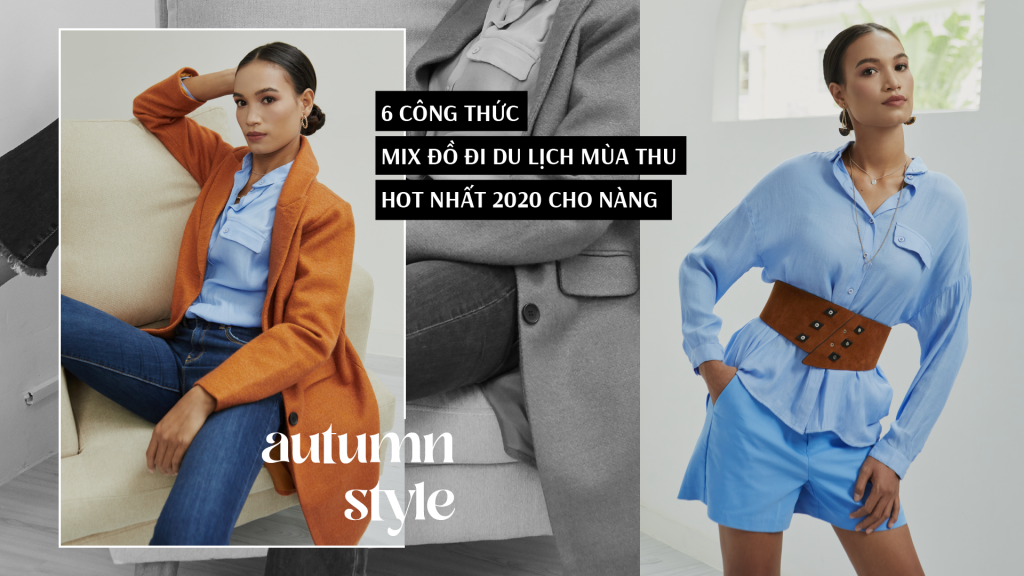 6 CÔNG THỨC
MIX ĐỒ ĐI DU LỊCH MÙA THU
HOT NHẤT 2020 CHO NÀNG
autumn
style